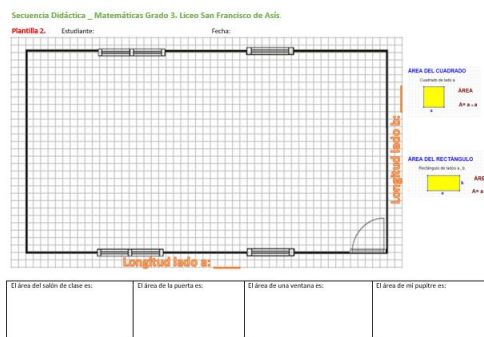 Secuencia Didáctica _ Matemáticas Grado 3. Liceo San Francisco de Asís.
Plantilla 2. Estudiante: Fecha:
ÁREA DEL CUADRADO
Cuadrado de lado a
ÁREA
A= a x a
a
Longitud lado b: ____
ÁREA DEL RECTÁNGULO
Rectángulo de lados a , b
b
ARE
A= a
a
Longitud lado a: ____
El área del salón de clase es: El área de la puerta es: El área de una ventana es: El área de mi pupitre es: